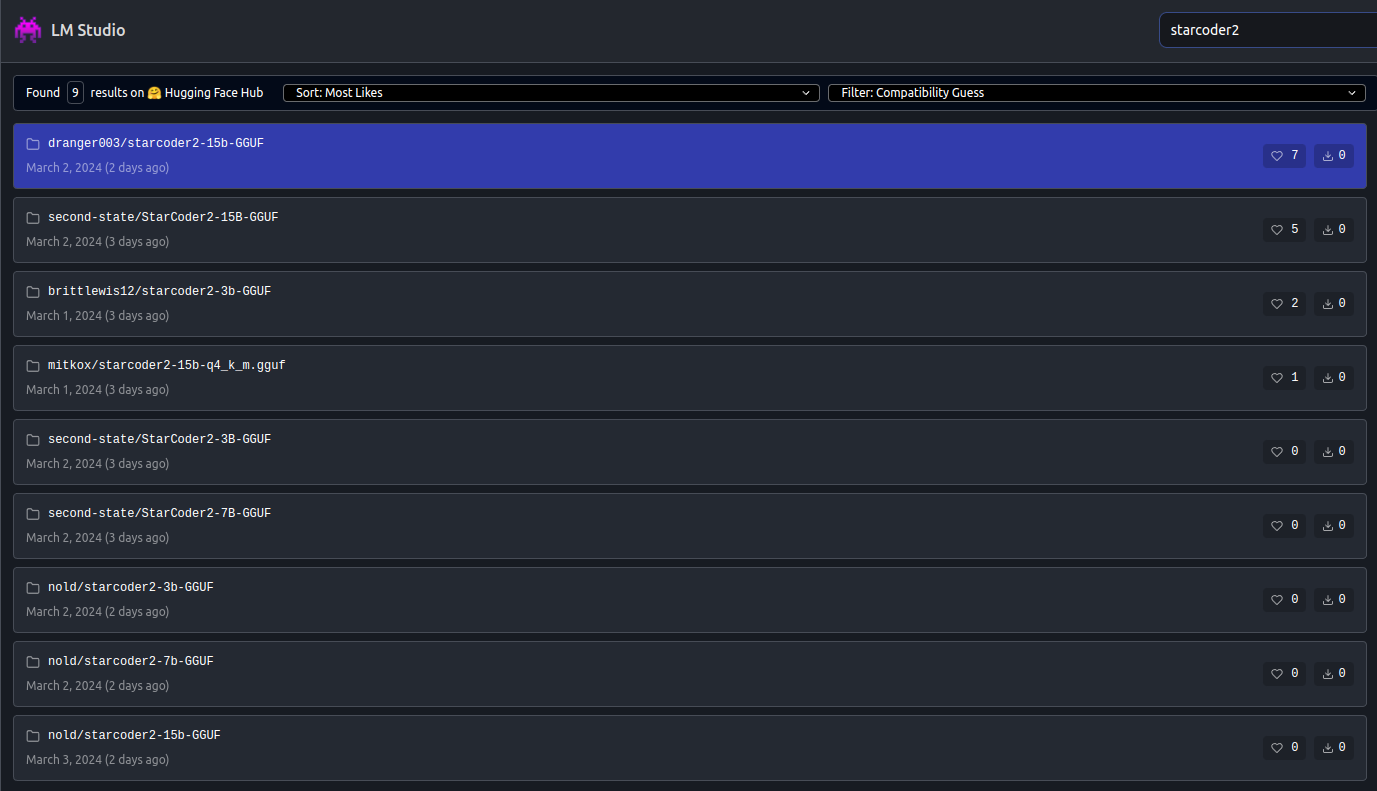 LM Studio
starcoder2
Found 9 results on 🤗 Hugging Face Hub
Sort: Most Likes
Filter: Compatibility Guess
dranger003/starcoder2-15b-GGUF
7
0
March 2, 2024 (2 days ago)
second-state/StarCoder2-15B-GGUF
5
0
March 2, 2024 (3 days ago)
brittlewis12/starcoder2-3b-GGUF
2
0
March 1, 2024 (3 days ago)
mitkox/starcoder2-15b-q4_k_m.gguf
1
0
March 1, 2024 (3 days ago)
second-state/StarCoder2-3B-GGUF
0
0
March 2, 2024 (3 days ago)
second-state/StarCoder2-7B-GGUF
0
0
March 2, 2024 (3 days ago)
nold/starcoder2-3b-GGUF
0
0
March 2, 2024 (2 days ago)
nold/starcoder2-7b-GGUF
0
0
March 2, 2024 (2 days ago)
nold/starcoder2-15b-GGUF
0
0
March 3, 2024 (2 days ago)